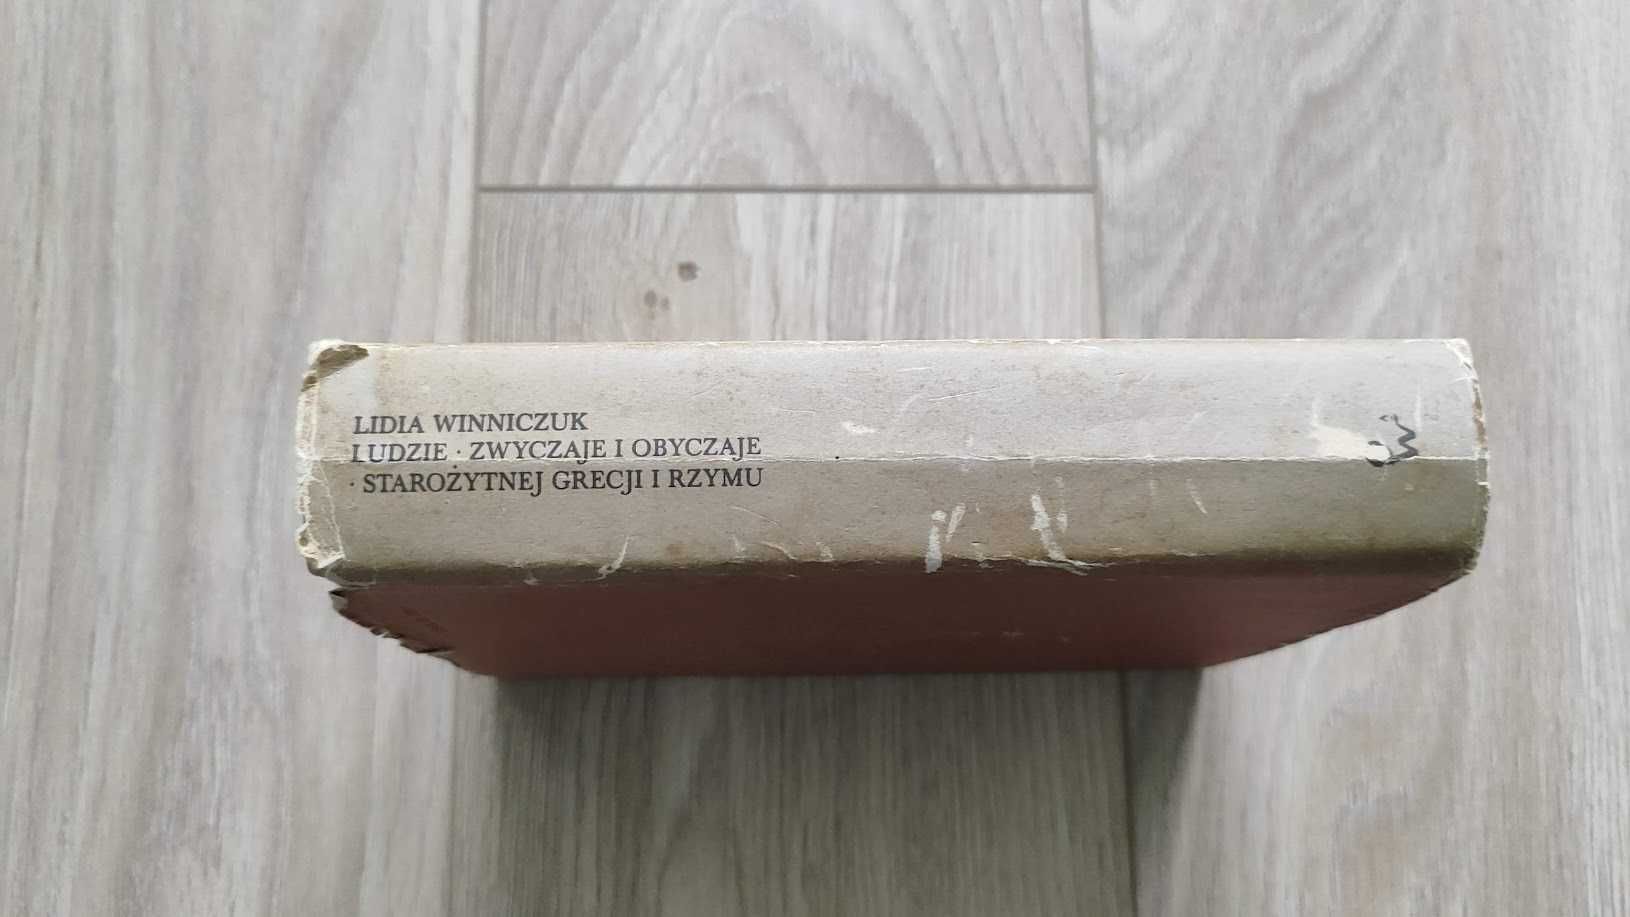 LIDIA WINNICZUK
LUDZIE · ZWYCZAJE I OBYCZAJE
· STAROŻYTNEJ GRECJI I RZYMU